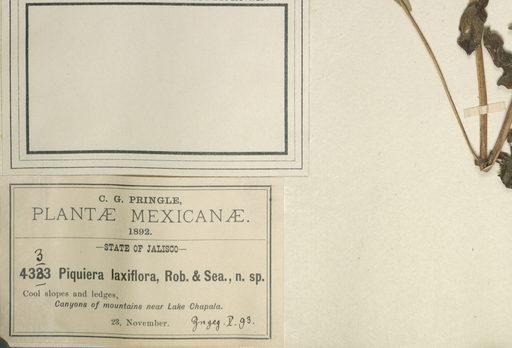 C. G. PRINGLE,
PLANTÆ MEXICANÆ.
1892.
—STATE OF JALISCO—
3
4323 Piquiera laxiflora, Rob. & Sea., n. sp.
Cool slopes and ledges,
Canyons of mountains near Lake Chapala.
23, November.